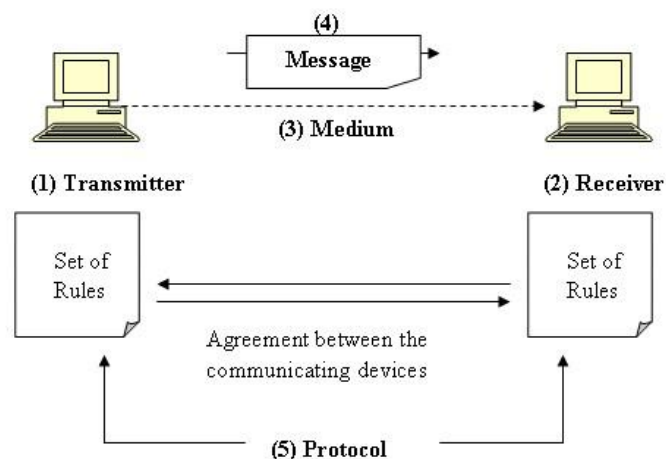 (4)
Message
(3) Medium
(1) Transmitter
(2) Receiver
Set of
Rules
Set of
Rules
Agreement between the
communicating devices
(5) Protocol